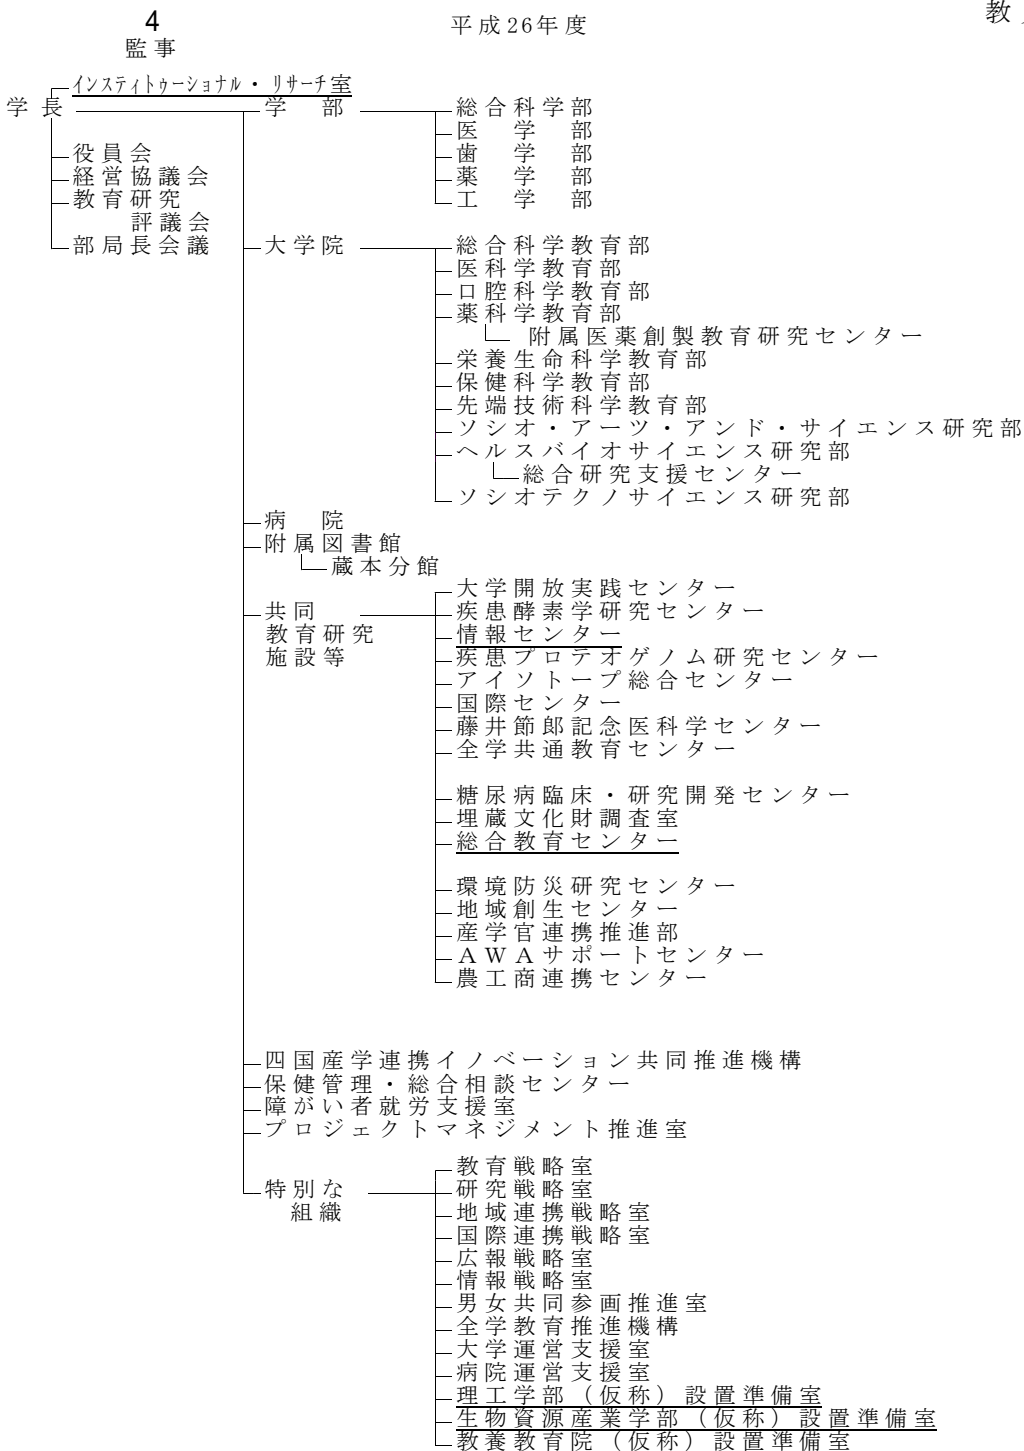 4
平成26年度
教
監事
インスティトゥーショナル・リサーチ室
学長
学　部
総合科学部
医　学　部
歯　学　部
薬　学　部
工　学　部
役員会
経営協議会
教育研究
評議会
部局長会議
大学院
総合科学教育部
医科学教育部
口腔科学教育部
薬科学教育部
附属医薬創製教育研究センター
栄養生命科学教育部
保健科学教育部
先端技術科学教育部
ソシオ・アーツ・アンド・サイエンス研究部
ヘルスバイオサイエンス研究部
総合研究支援センター
ソシオテクノサイエンス研究部
病　院
附属図書館
蔵本分館
共同
教育研究
施設等
大学開放実践センター
疾患酵素学研究センター
情報センター
疾患プロテオゲノム研究センター
アイソトープ総合センター
国際センター
藤井節郎記念医科学センター
全学共通教育センター
糖尿病臨床・研究開発センター
埋蔵文化財調査室
総合教育センター
環境防災研究センター
地域創生センター
産学官連携推進部
AWAサポートセンター
農工商連携センター
四国産学連携イノベーション共同推進機構
保健管理・総合相談センター
障がい者就労支援室
プロジェクトマネジメント推進室
特別な
組織
教育戦略室
研究戦略室
地域連携戦略室
国際連携戦略室
広報戦略室
情報戦略室
男女共同参画推進室
全学教育推進機構
大学運営支援室
病院運営支援室
理工学部（仮称）設置準備室
生物資源産業学部（仮称）設置準備室
教養教育院（仮称）設置準備室